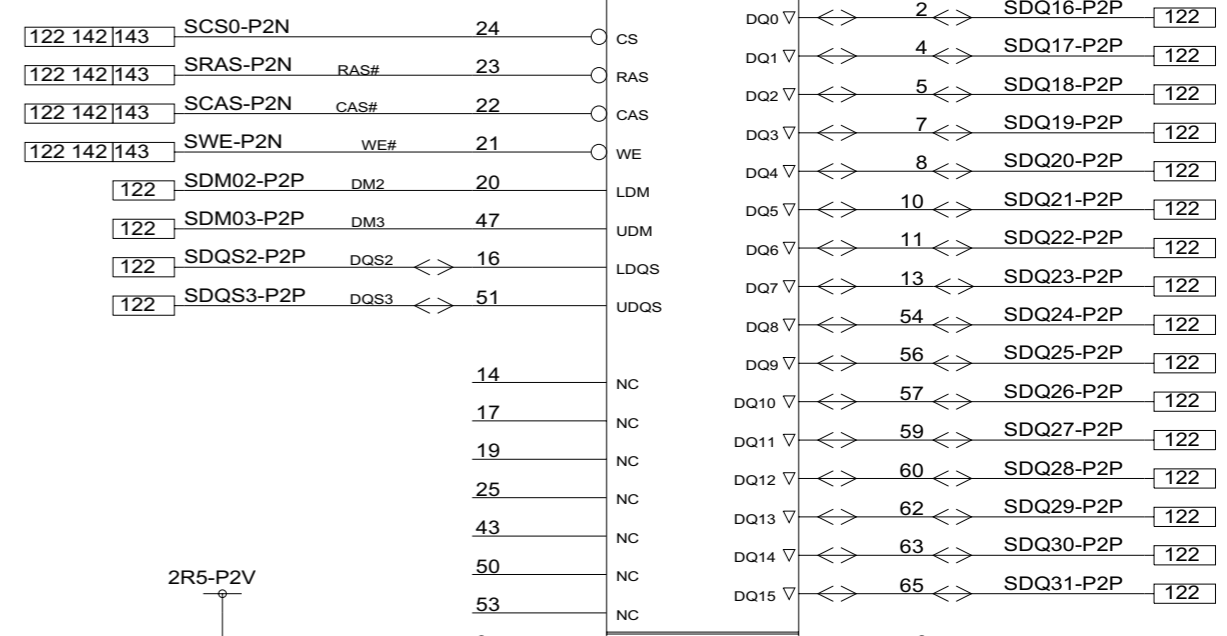 DQ0 2 SDQ16-P2P 122
122 142 143 SCS0-P2N 24 CS
DQ1 4 SDQ17-P2P 122
122 142 143 SRAS-P2N RAS# 23 RAS
DQ2 5 SDQ18-P2P 122
122 142 143 SCAS-P2N CAS# 22 CAS
DQ3 7 SDQ19-P2P 122
122 142 143 SWE-P2N WE# 21 WE
DQ4 8 SDQ20-P2P 122
122 SDM02-P2P DM2 20 LDM
DQ5 10 SDQ21-P2P 122
122 SDM03-P2P DM3 47 UDM
DQ6 11 SDQ22-P2P 122
122 SDQS2-P2P DQS2 16 LDQS
DQ7 13 SDQ23-P2P 122
122 SDQS3-P2P DQS3 51 UDQS
DQ8 54 SDQ24-P2P 122
DQ9 56 SDQ25-P2P 122
14 NC
DQ10 57 SDQ26-P2P 122
17 NC
DQ11 59 SDQ27-P2P 122
19 NC
DQ12 60 SDQ28-P2P 122
25 NC
DQ13 62 SDQ29-P2P 122
43 NC
DQ14 63 SDQ30-P2P 122
50 NC
2R5-P2V
DQ15 65 SDQ31-P2P 122
53 NC